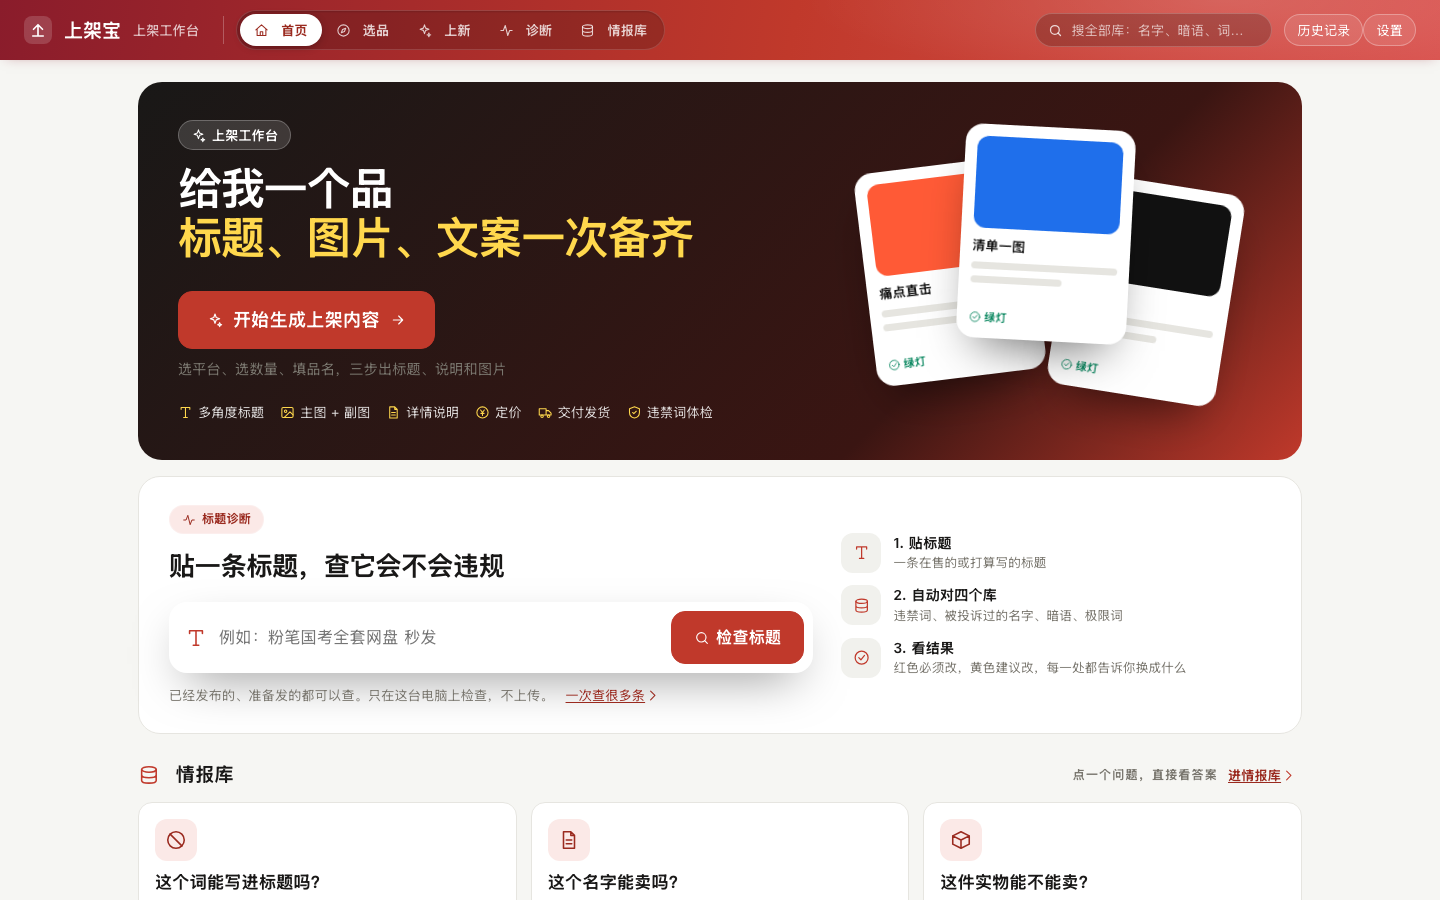 上架宝 上架工作台 首页 选品 上新 诊断 情报库 搜全部库：名字、暗语、词... 历史记录 设置
上架工作台
给我一个品
标题、图片、文案一次备齐
开始生成上架内容
选平台、选数量、填品名，三步出标题、说明和图片
多角度标题 主图 + 副图 详情说明 定价 交付发货 违禁词体检
痛点直击
绿灯
清单一图
绿灯
绿灯
标题诊断
贴一条标题，查它会不会违规
例如：粉笔国考全套网盘 秒发 检查标题
已经发布的、准备发的都可以查。只在这台电脑上检查，不上传。 一次查很多条
1. 贴标题
一条在售的或打算写的标题
2. 自动对四个库
违禁词、被投诉过的名字、暗语、极限词
3. 看结果
红色必须改，黄色建议改，每一处都告诉你换成什么
情报库 点一个问题，直接看答案 进情报库
这个词能写进标题吗？
这个名字能卖吗？
这件实物能不能卖？